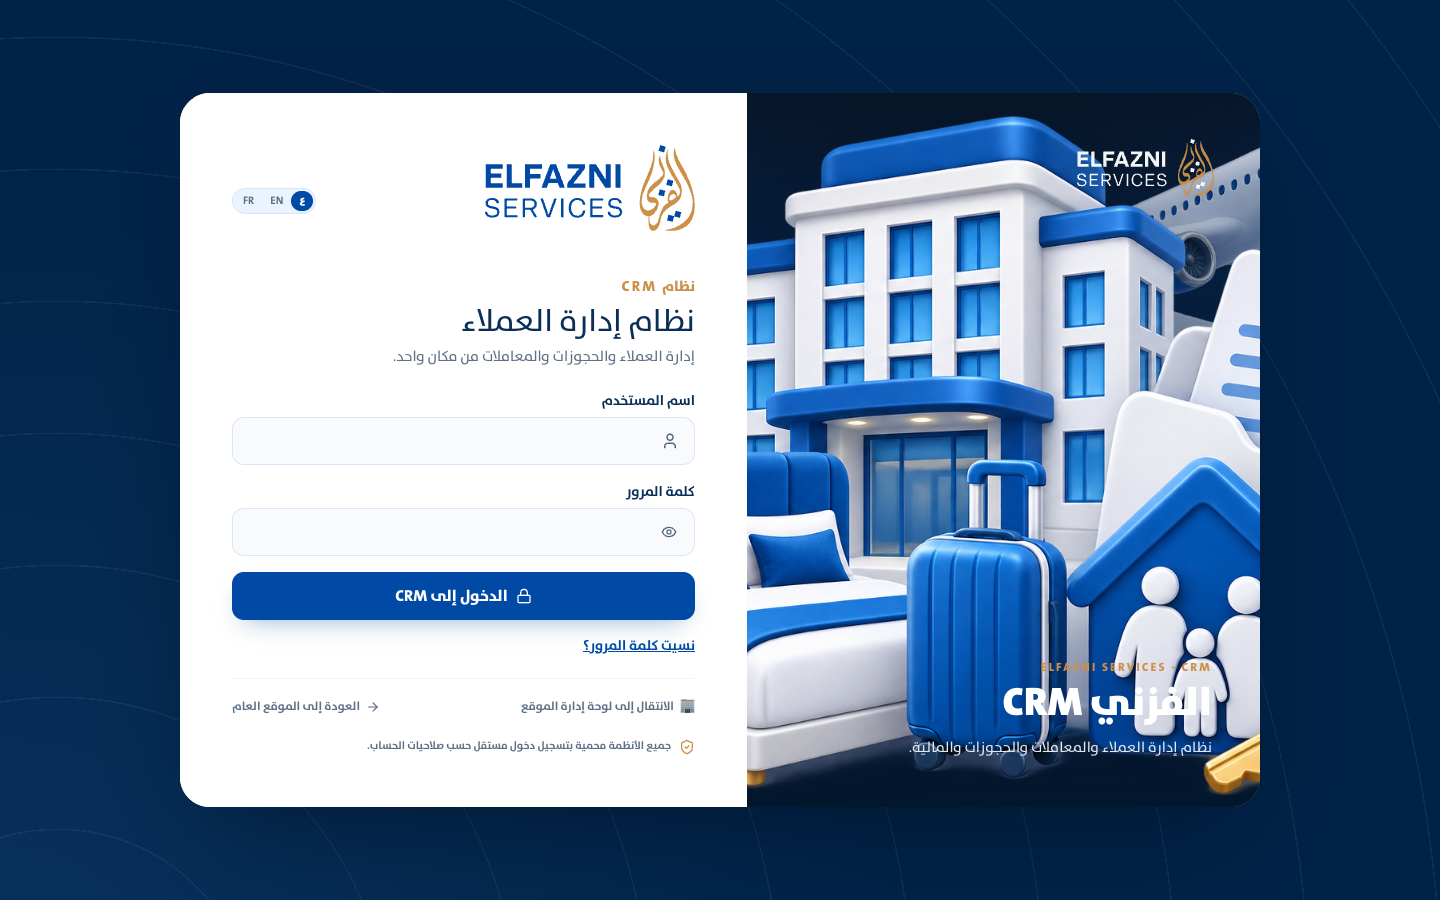 ELFAZNI
SERVICES
الفزني
ع
EN
FR
نظام CRM
نظام إدارة العملاء
إدارة العملاء والحجوزات والمعاملات من مكان واحد.
اسم المستخدم
كلمة المرور
الدخول إلى CRM
نسيت كلمة المرور؟
الانتقال إلى لوحة إدارة الموقع
العودة إلى الموقع العام
جميع الأنظمة محمية بتسجيل دخول مستقل حسب صلاحيات الحساب.
ELFAZNI
SERVICES
الفزني
ELFAZNI SERVICES · CRM
الفزني CRM
نظام إدارة العملاء والمعاملات والحجوزات والمالية.